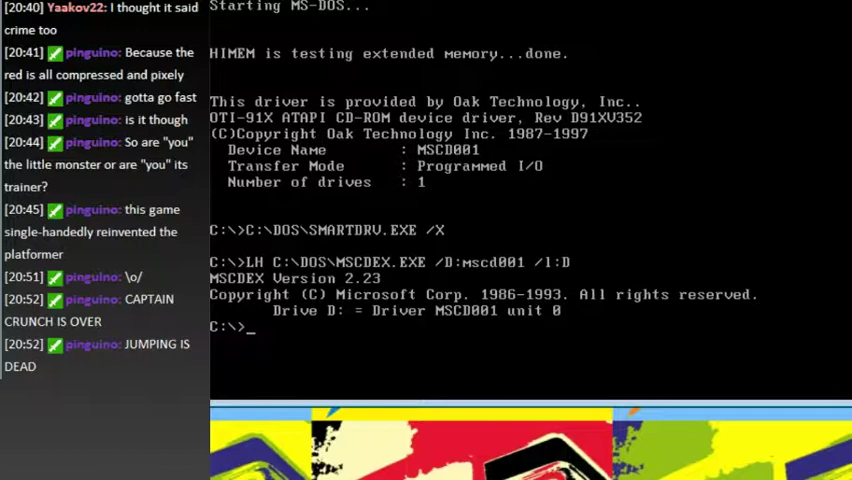 [20:40] Yaakov22: I thought it said
crime too
[20:41] pinguino: Because the
red is all compressed and pixely
[20:42] pinguino: gotta go fast
[20:43] pinguino: is it though
[20:44] pinguino: So are "you"
the little monster or are "you" its
trainer?
[20:45] pinguino: this game
single-handedly reinvented the
platformer
[20:51] pinguino: \o/
[20:52] pinguino: CAPTAIN
CRUNCH IS OVER
[20:52] pinguino: JUMPING IS
DEAD
Starting MS-DOS...
HIMEM is testing extended memory...done.
This driver is provided by Oak Technology, Inc..
OTI-91X ATAPI CD-ROM device driver, Rev D91XV352
(C)Copyright Oak Technology Inc. 1987-1997
Device Name : MSCD001
Transfer Mode : Programmed I/O
Number of drives : 1
C:\>C:\DOS\SMARTDRV.EXE /X
C:\>LH C:\DOS\MSCDEX.EXE /D:mscd001 /l:D
MSCDEX Version 2.23
Copyright (C) Microsoft Corp. 1986-1993. All rights reserved.
Drive D: = Driver MSCD001 unit 0
C:\>_